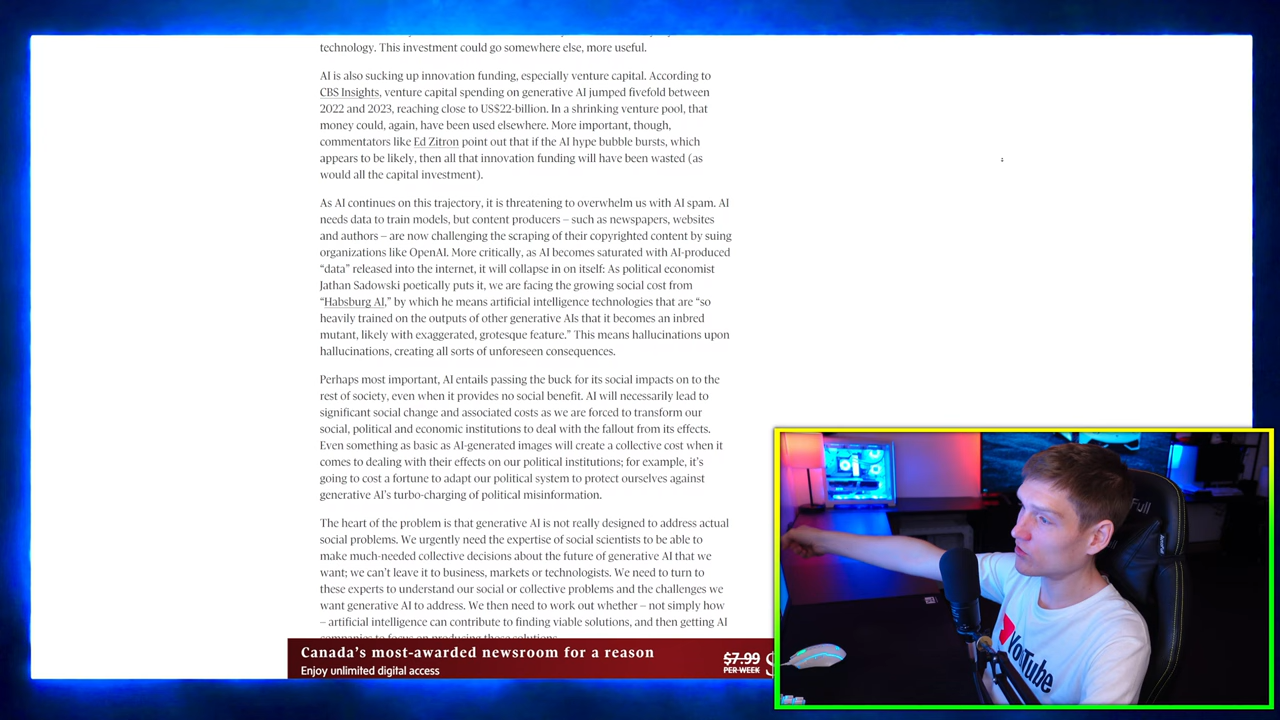 technology. This investment could go somewhere else, more useful.
AI is also sucking up innovation funding, especially venture capital. According to
CBS Insights, venture capital spending on generative AI jumped fivefold between
2022 and 2023, reaching close to US$22-billion. In a shrinking venture pool, that
money could, again, have been used elsewhere. More important, though,
commentators like Ed Zitron point out that if the AI hype bubble bursts, which
appears to be likely, then all that innovation funding will have been wasted (as
would all the capital investment).
As AI continues on this trajectory, it is threatening to overwhelm us with AI spam. AI
needs data to train models, but content producers – such as newspapers, websites
and authors – are now challenging the scraping of their copyrighted content by suing
organizations like OpenAI. More critically, as AI becomes saturated with AI-produced
“data” released into the internet, it will collapse in on itself: As political economist
Jathan Sadowski poetically puts it, we are facing the growing social cost from
“Habsburg AI,” by which he means artificial intelligence technologies that are “so
heavily trained on the outputs of other generative AIs that it becomes an inbred
mutant, likely with exaggerated, grotesque feature.” This means hallucinations upon
hallucinations, creating all sorts of unforeseen consequences.
Perhaps most important, AI entails passing the buck for its social impacts on to the
rest of society, even when it provides no social benefit. AI will necessarily lead to
significant social change and associated costs as we are forced to transform our
social, political and economic institutions to deal with the fallout from its effects.
Even something as basic as AI-generated images will create a collective cost when it
comes to dealing with their effects on our political institutions; for example, it’s
going to cost a fortune to adapt our political system to protect ourselves against
generative AI’s turbo-charging of political misinformation.
The heart of the problem is that generative AI is not really designed to address actual
social problems. We urgently need the expertise of social scientists to be able to
make much-needed collective decisions about the future of generative AI that we
want; we can’t leave it to business, markets or technologists. We need to turn to
these experts to understand our social or collective problems and the challenges we
want generative AI to address. We then need to work out whether – not simply how
– artificial intelligence can contribute to finding viable solutions, and then getting AI
companies to focus on producing those solutions.
Canada’s most-awarded newsroom for a reason
Enjoy unlimited digital access
$7.99
PER WEEK
Full
YouTube